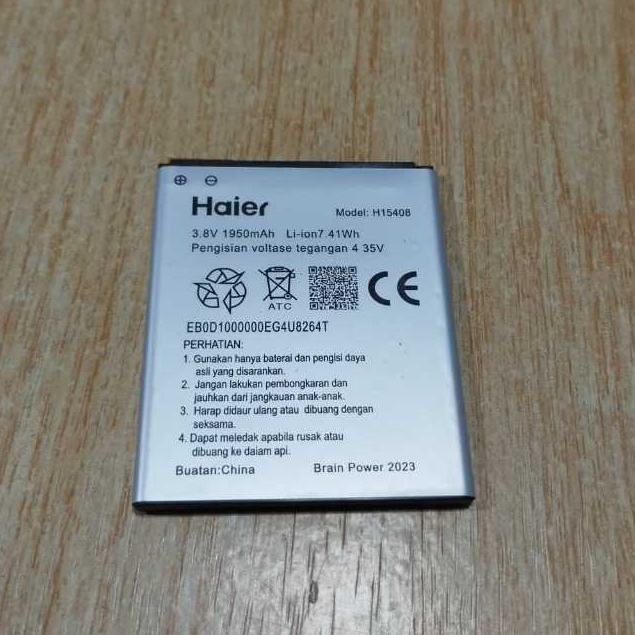 ⊕ ⊖
Haier Model: H15408
3.8V 1950mAh Li-ion7.41Wh
Pengisian voltase tegangan 4 35V
ATC
CE
EB0D1000000EG4U8264T
PERHATIAN:
1. Gunakan hanya baterai dan pengisi daya
asli yang disarankan.
2. Jangan lakukan pembongkaran dan
jauhkan dari jangkauan anak-anak.
3. Harap didaur ulang atau dibuang dengan
seksama.
4. Dapat meledak apabila rusak atau
dibuang ke daiam api.
Buatan:China Brain Power 2023